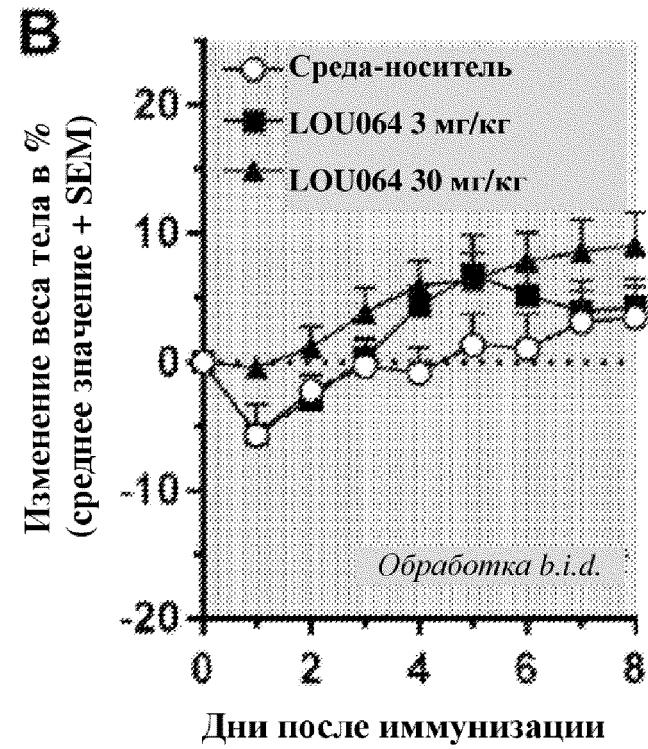 B
Изменение веса тела в %
(среднее значение + SEM)
20
10
0
-10
-20
Среда-носитель
LOU064 3 мг/кг
LOU064 30 мг/кг
Обработка b.i.d.
0 2 4 6 8
Дни после иммунизации